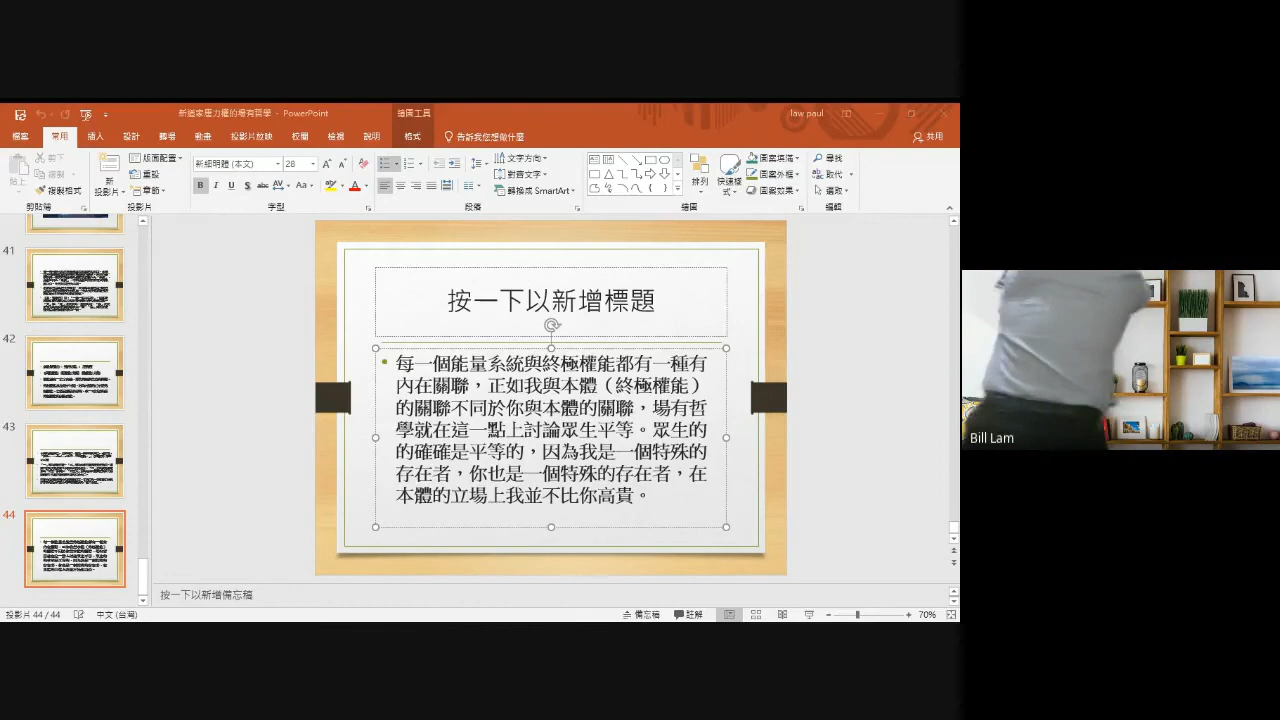 新道家唐力權的場有哲學 - PowerPoint
繪圖工具
law paul
檔案 常用 插入 設計 轉場 動畫 投影片放映 校閱 檢視 說明 格式 告訴我您想做什麼 共用
貼上
剪下
複製
複製格式
剪貼簿
新投影片
版面配置
重設
章節
投影片
新細明體 (本文) 28
B I U S abc AV Aa A
字型
文字方向
對齊文字
轉換成 SmartArt
段落
排列
快速樣式
圖案填滿
圖案外框
圖案效果
繪圖
尋找
取代
選取
編輯
41
42
43
44
按一下以新增標題
每一個能量系統與終極權能都有一種有
內在關聯，正如我與本體（終極權能）
的關聯不同於你與本體的關聯，場有哲
學就在這一點上討論眾生平等。眾生的
的確確是平等的，因為我是一個特殊的
存在者，你也是一個特殊的存在者，在
本體的立場上我並不比你高貴。
按一下以新增備忘稿
投影片 44 / 44 中文 (台灣) 備忘稿 註解 70%
Bill Lam